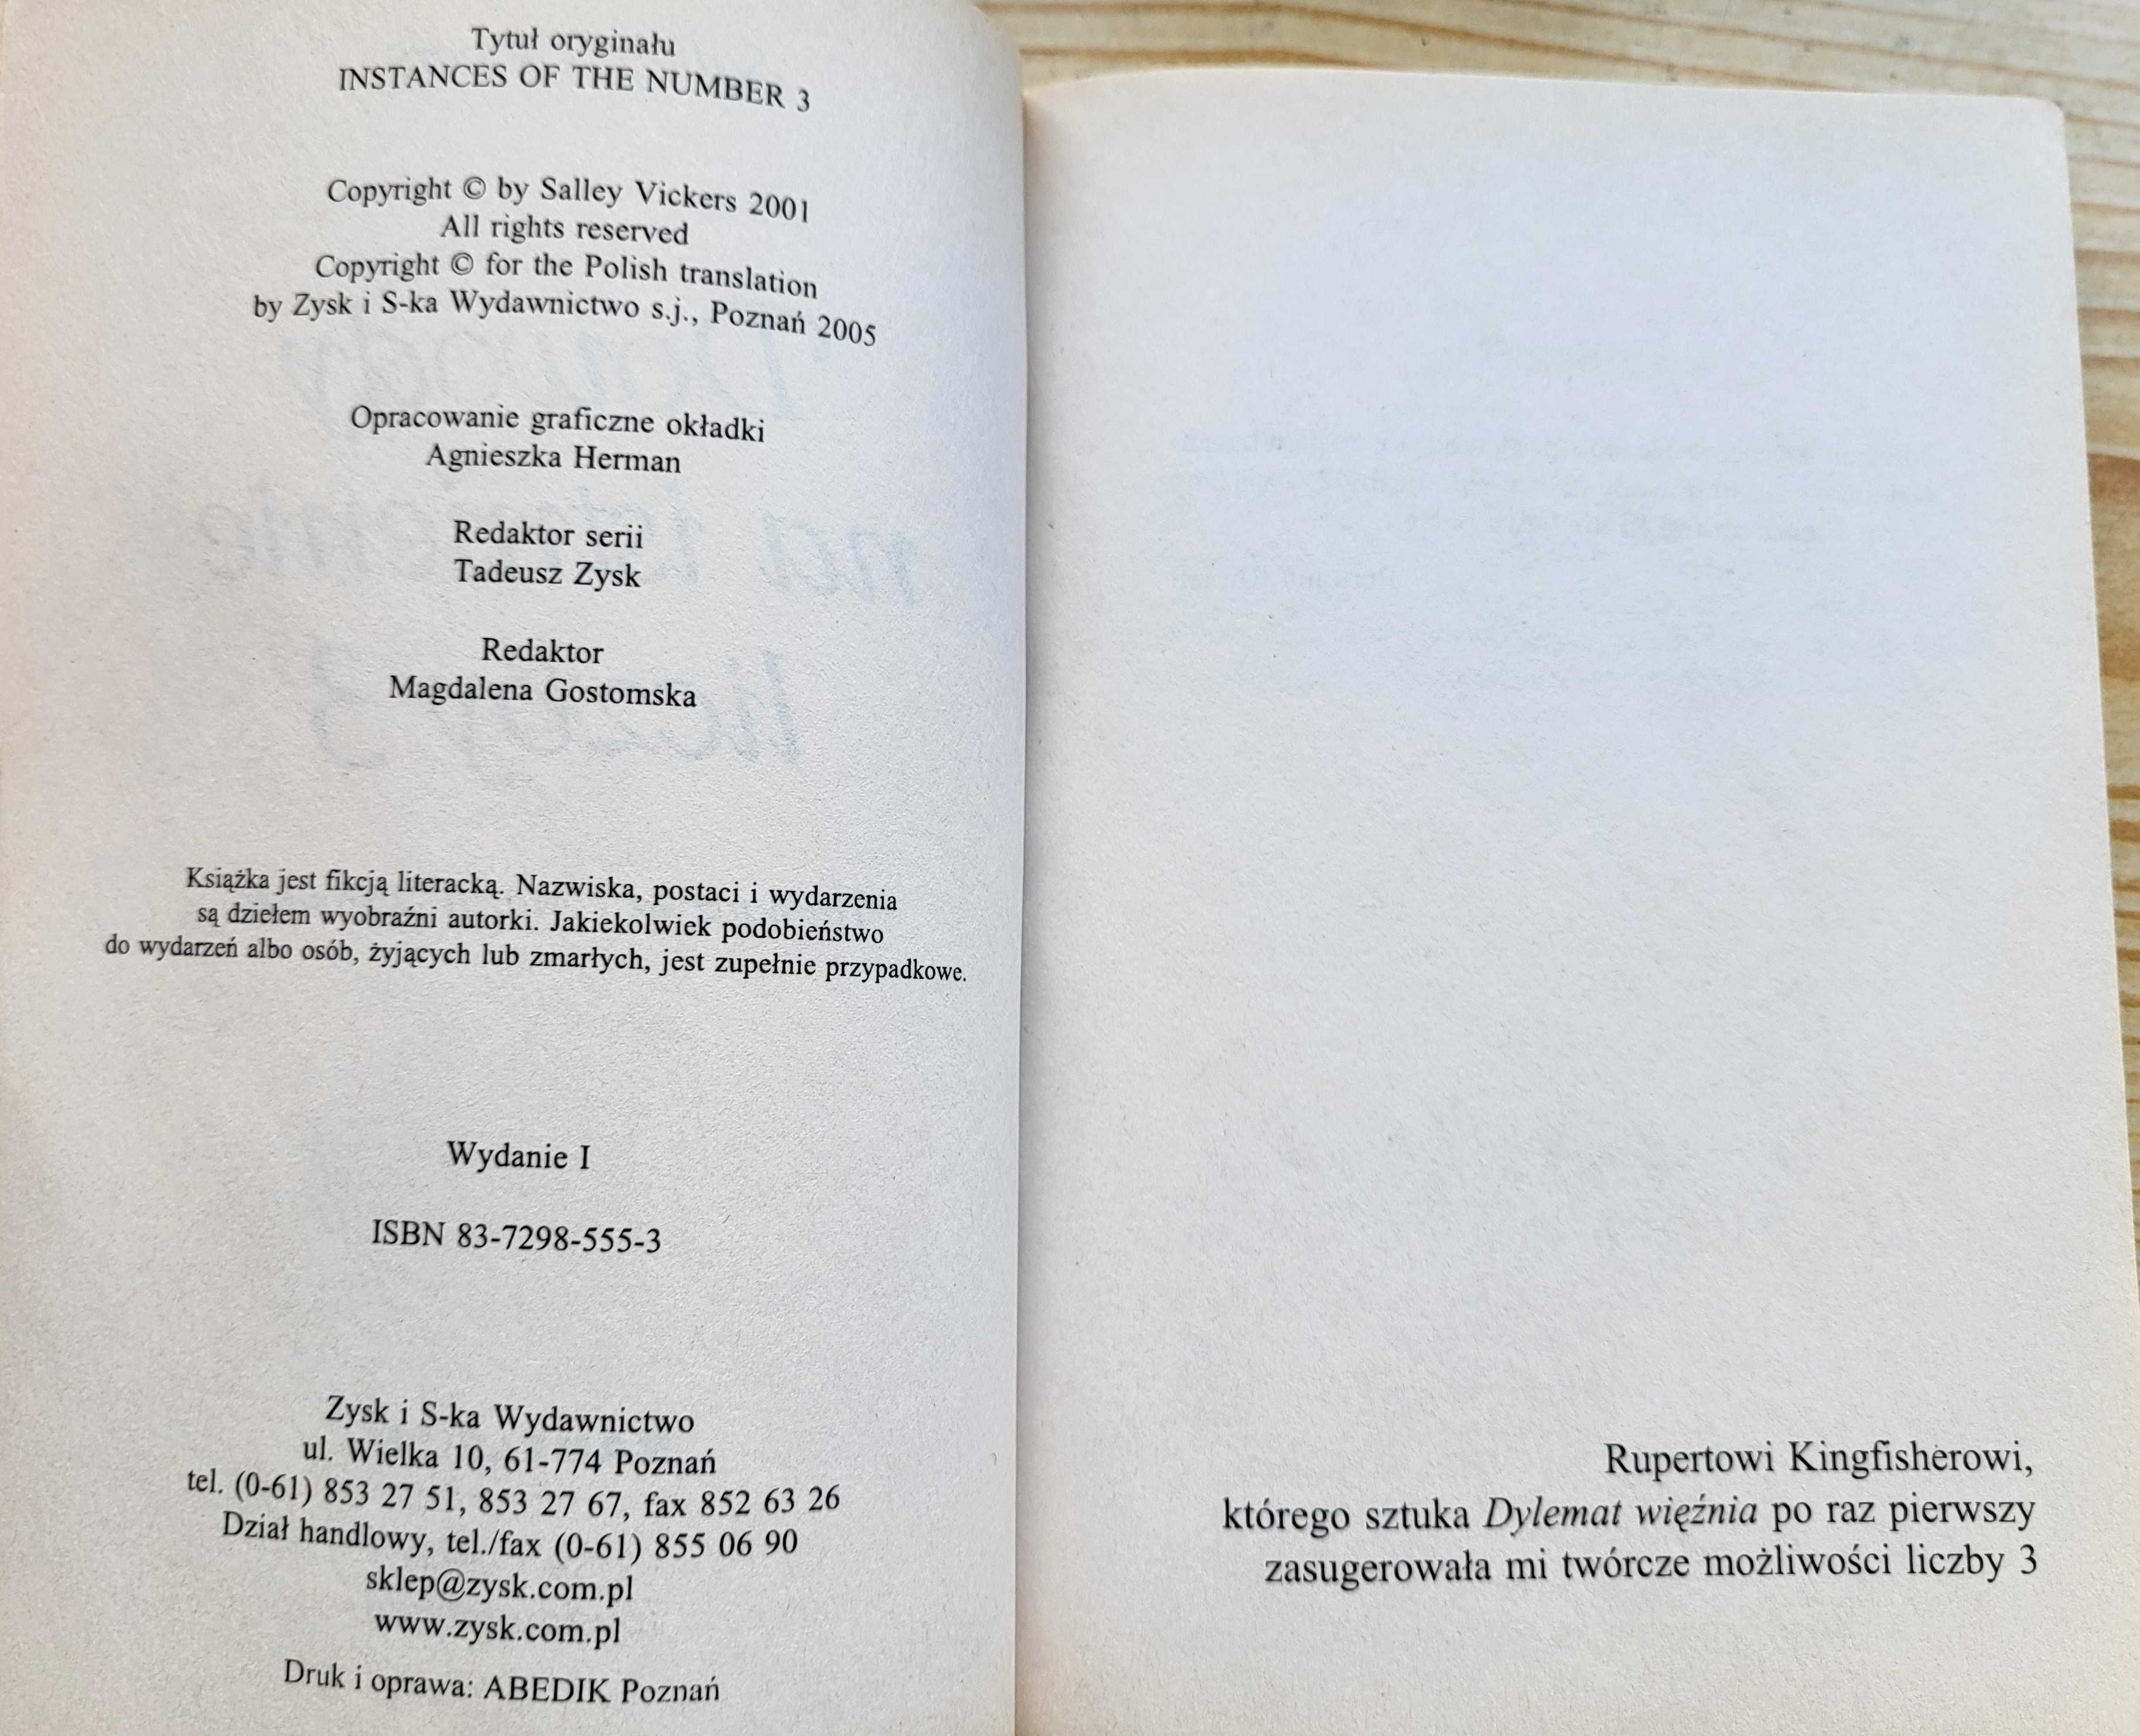 Tytuł oryginału
INSTANCES OF THE NUMBER 3
Copyright © by Salley Vickers 2001
All rights reserved
Copyright © for the Polish translation
by Zysk i S-ka Wydawnictwo s.j., Poznań 2005
Opracowanie graficzne okładki
Agnieszka Herman
Redaktor serii
Tadeusz Zysk
Redaktor
Magdalena Gostomska
Książka jest fikcją literacką. Nazwiska, postaci i wydarzenia
są dziełem wyobraźni autorki. Jakiekolwiek podobieństwo
do wydarzeń albo osób, żyjących lub zmarłych, jest zupełnie przypadkowe.
Wydanie I
ISBN 83-7298-555-3
Zysk i S-ka Wydawnictwo
ul. Wielka 10, 61-774 Poznań
tel. (0-61) 853 27 51, 853 27 67, fax 852 63 26
Dział handlowy, tel./fax (0-61) 855 06 90
sklep@zysk.com.pl
www.zysk.com.pl
Druk i oprawa: ABEDIK Poznań
Rupertowi Kingfisherowi,
którego sztuka Dylemat więźnia po raz pierwszy
zasugerowała mi twórcze możliwości liczby 3